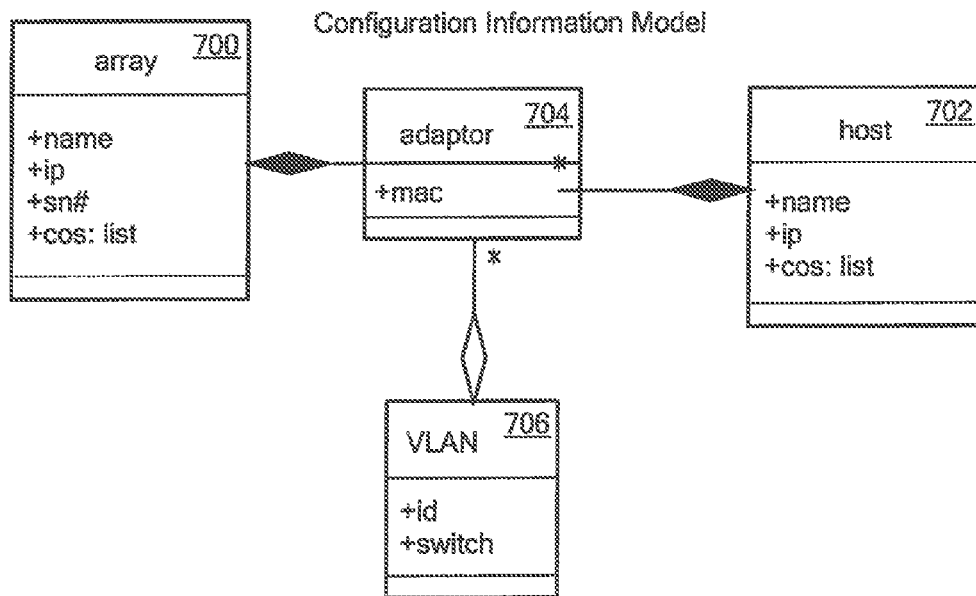 Configuration Information Model
array 700
+name
+ip
+sn#
+cos: list
adaptor 704
*
+mac
*
host 702
+name
+ip
+cos: list
VLAN 706
+id
+switch